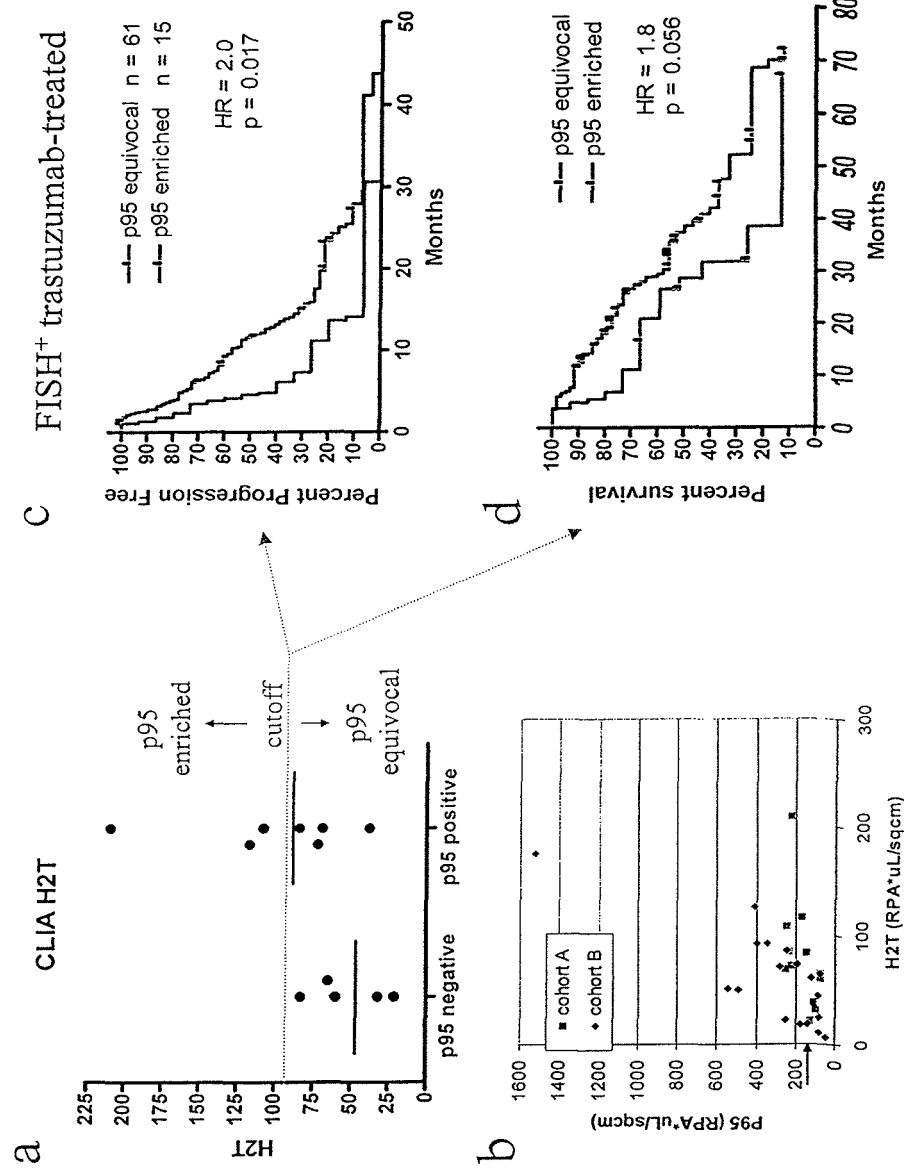 a
CLIA H2T
H2T
225
200
175
150
125
100
75
50
25
0
p95 negative
p95 positive
p95
enriched
cutoff
p95
equivocal
b
P95 (RPA*uL/sqcm)
1600
1400
1200
1000
800
600
400
200
0
cohort A
cohort B
0
100
200
300
H2T (RPA*uL/sqcm)
FISH+ trastuzumab-treated
c
Percent Progression Free
100
90
80
70
60
50
40
30
20
10
0
p95 equivocal n = 61
p95 enriched n = 15
HR = 2.0
p = 0.017
0
10
20
30
40
50
Months
d
Percent survival
100
90
80
70
60
50
40
30
20
10
0
p95 equivocal
p95 enriched
HR = 1.8
p = 0.056
0
10
20
30
40
50
60
70
80
Months